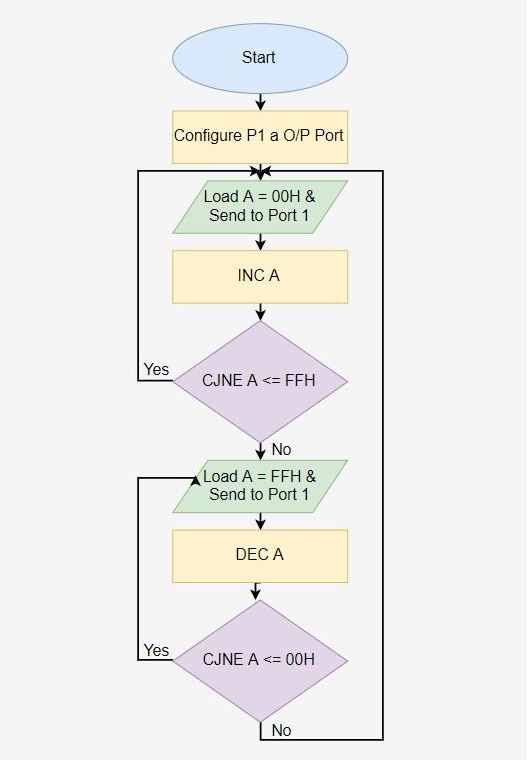 Start
Configure P1 a O/P Port
Load A = 00H &
Send to Port 1
INC A
Yes
CJNE A <= FFH
No
Load A = FFH &
Send to Port 1
DEC A
Yes
CJNE A <= 00H
No